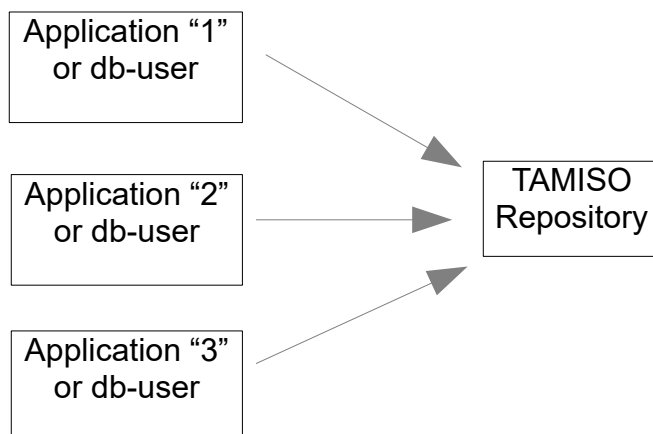 Application “1”
or db-user
Application “2”
or db-user
TAMISO
Repository
Application “3”
or db-user